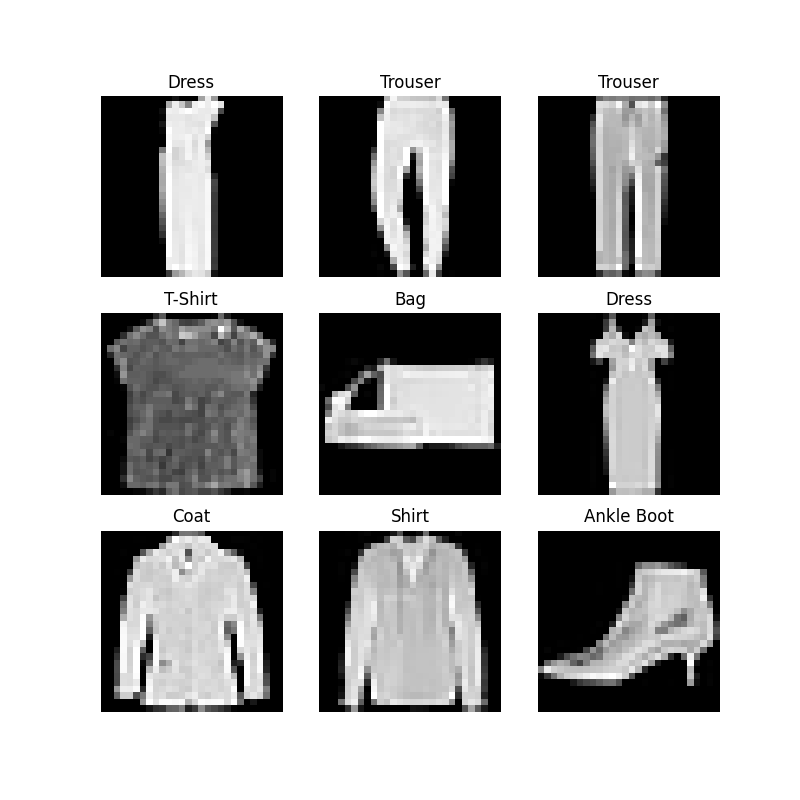 Dress
Trouser
Trouser
T-Shirt
Bag
Dress
Coat
Shirt
Ankle Boot